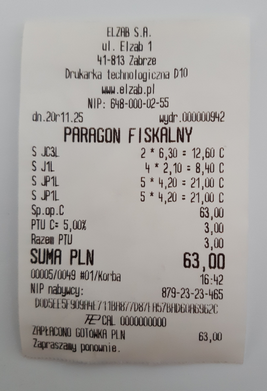 ELZAB S.A.
ul. Elzab 1
41-813 Zabrze
Drukarka technologiczna D10
www.elzab.pl
NIP: 648-000-02-55
dn.20r11.25 wydr.000000942
PARAGON FISKALNY
S JC3L 2 * 6,30 = 12,60 C
S J1L 4 * 2,10 = 8,40 C
S JP1L 5 * 4,20 = 21,00 C
S JP1L 5 * 4,20 = 21,00 C
Sp.op.C 63,00
PTU C= 5,00% 3,00
Razem PTU 3,00
SUMA PLN 63,00
00005/0049 #01/Korba 16:42
NIP nabywcy: 879-23-23-465
CAL 0000000000
ZAPŁACONO GOTÓWKA PLN 63,00
Zapraszamy ponownie.